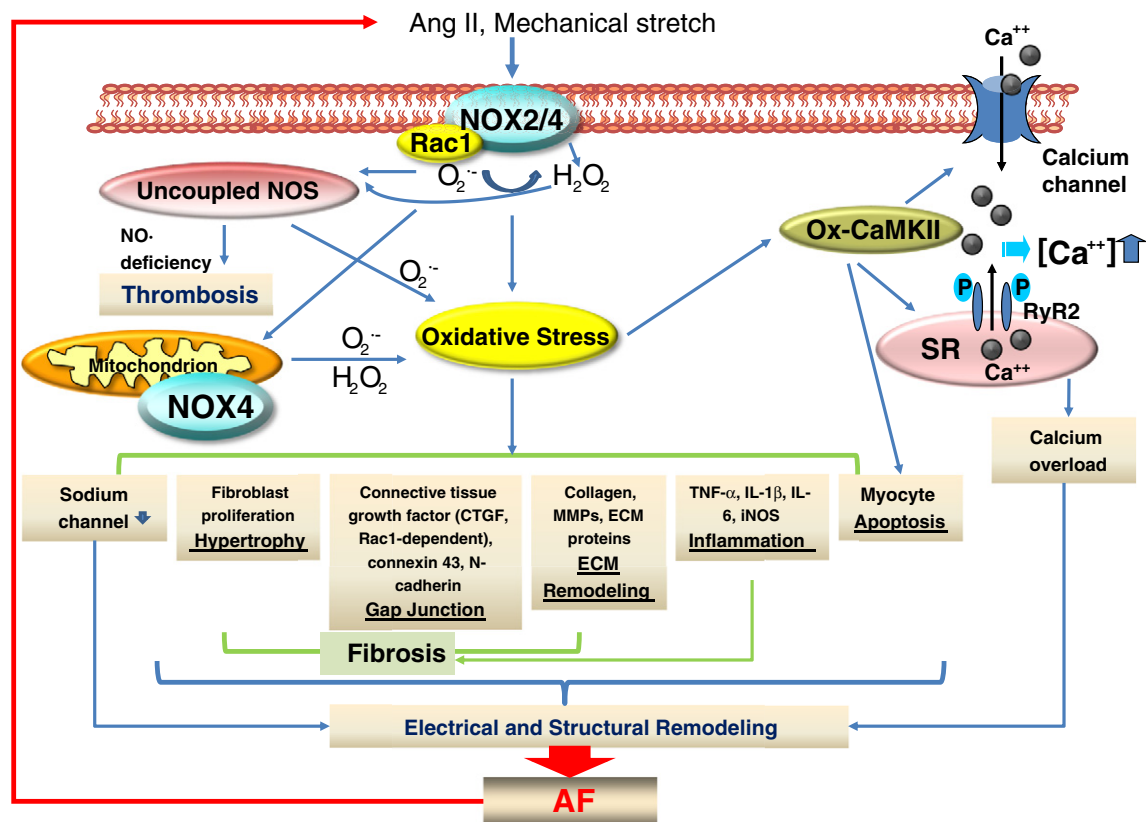 Ang II, Mechanical stretch
Ca++
NOX2/4
Rac1
O2·-
H2O2
Calcium
channel
Uncoupled NOS
Ox-CaMKII
NO·
deficiency
O2·-
[Ca++]
Thrombosis
P
P
RyR2
Oxidative Stress
O2·-
H2O2
Mitochondrion
NOX4
SR
Ca++
Calcium
overload
Sodium
channel
Fibroblast
proliferation
Hypertrophy
Connective tissue
growth factor (CTGF,
Rac1-dependent),
connexin 43, N-
cadherin
Gap Junction
Collagen,
MMPs, ECM
proteins
ECM
Remodeling
TNF-α, IL-1β, IL-
6, iNOS
Inflammation
Myocyte
Apoptosis
Fibrosis
Electrical and Structural Remodeling
AF